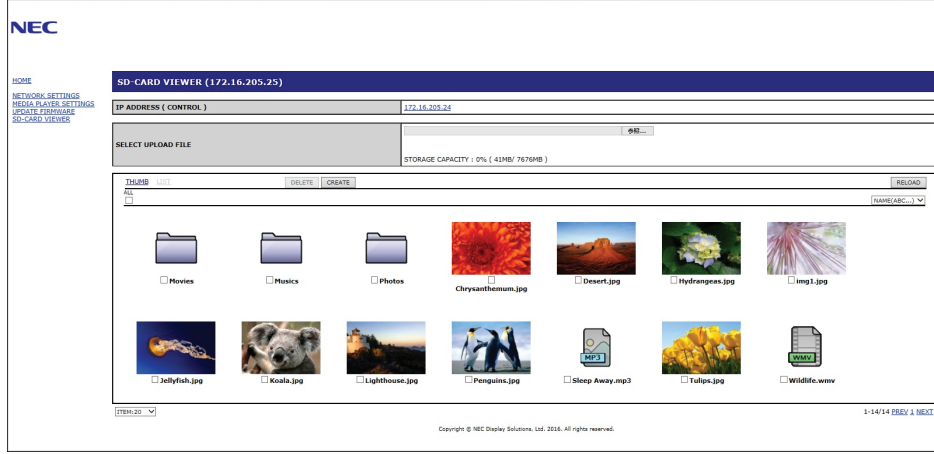 NEC
HOME
NETWORK SETTINGS
MEDIA PLAYER SETTINGS
UPDATE FIRMWARE
SD-CARD VIEWER
SD-CARD VIEWER (172.16.205.25)
IP ADDRESS ( CONTROL )
172.16.205.24
SELECT UPLOAD FILE
参照...
STORAGE CAPACITY : 0% ( 41MB/ 7676MB )
THUMB LIST DELETE CREATE RELOAD
ALL
NAME(ABC...)
Movies Musics Photos Chrysanthemum.jpg Desert.jpg Hydrangeas.jpg img1.jpg
MP3 WMV
Jellyfish.jpg Koala.jpg Lighthouse.jpg Penguins.jpg Sleep Away.mp3 Tulips.jpg Wildlife.wmv
ITEM:20 1-14/14 PREV 1 NEXT
Copyright © NEC Display Solutions, Ltd. 2016. All rights reserved.